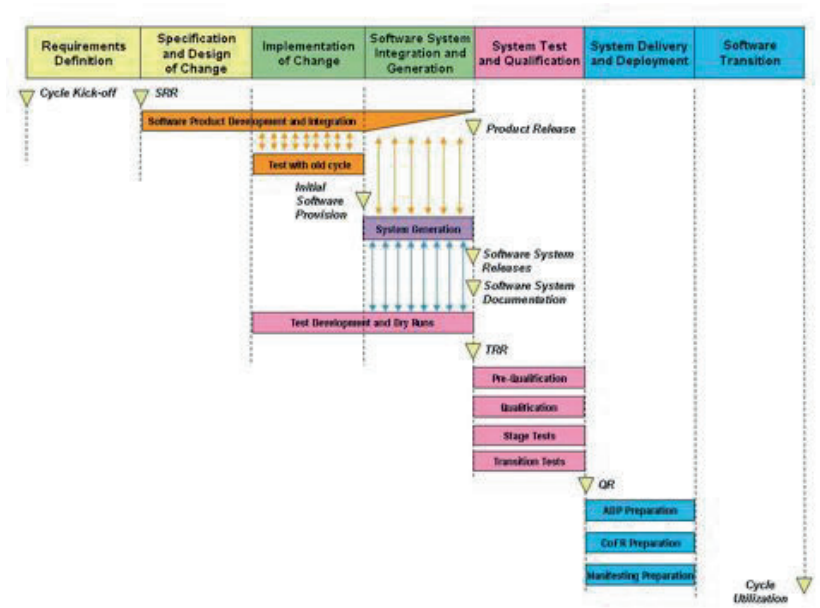 Requirements
Definition
Specification
and Design
of Change
Implementation
of Change
Software System
Integration and
Generation
System Test
and Qualification
System Delivery
and Deployment
Software
Transition
Cycle Kick-off
SRR
Software Product Development and Integration
Product Release
Test with old cycle
Initial
Software
Provision
System Generation
Software System
Releases
Software System
Documentation
Test Development and Dry Runs
TRR
Pre-Qualification
Qualification
Stage Tests
Transition Tests
QR
ADP Preparation
CoFR Preparation
Manifesting Preparation
Cycle
Utilization